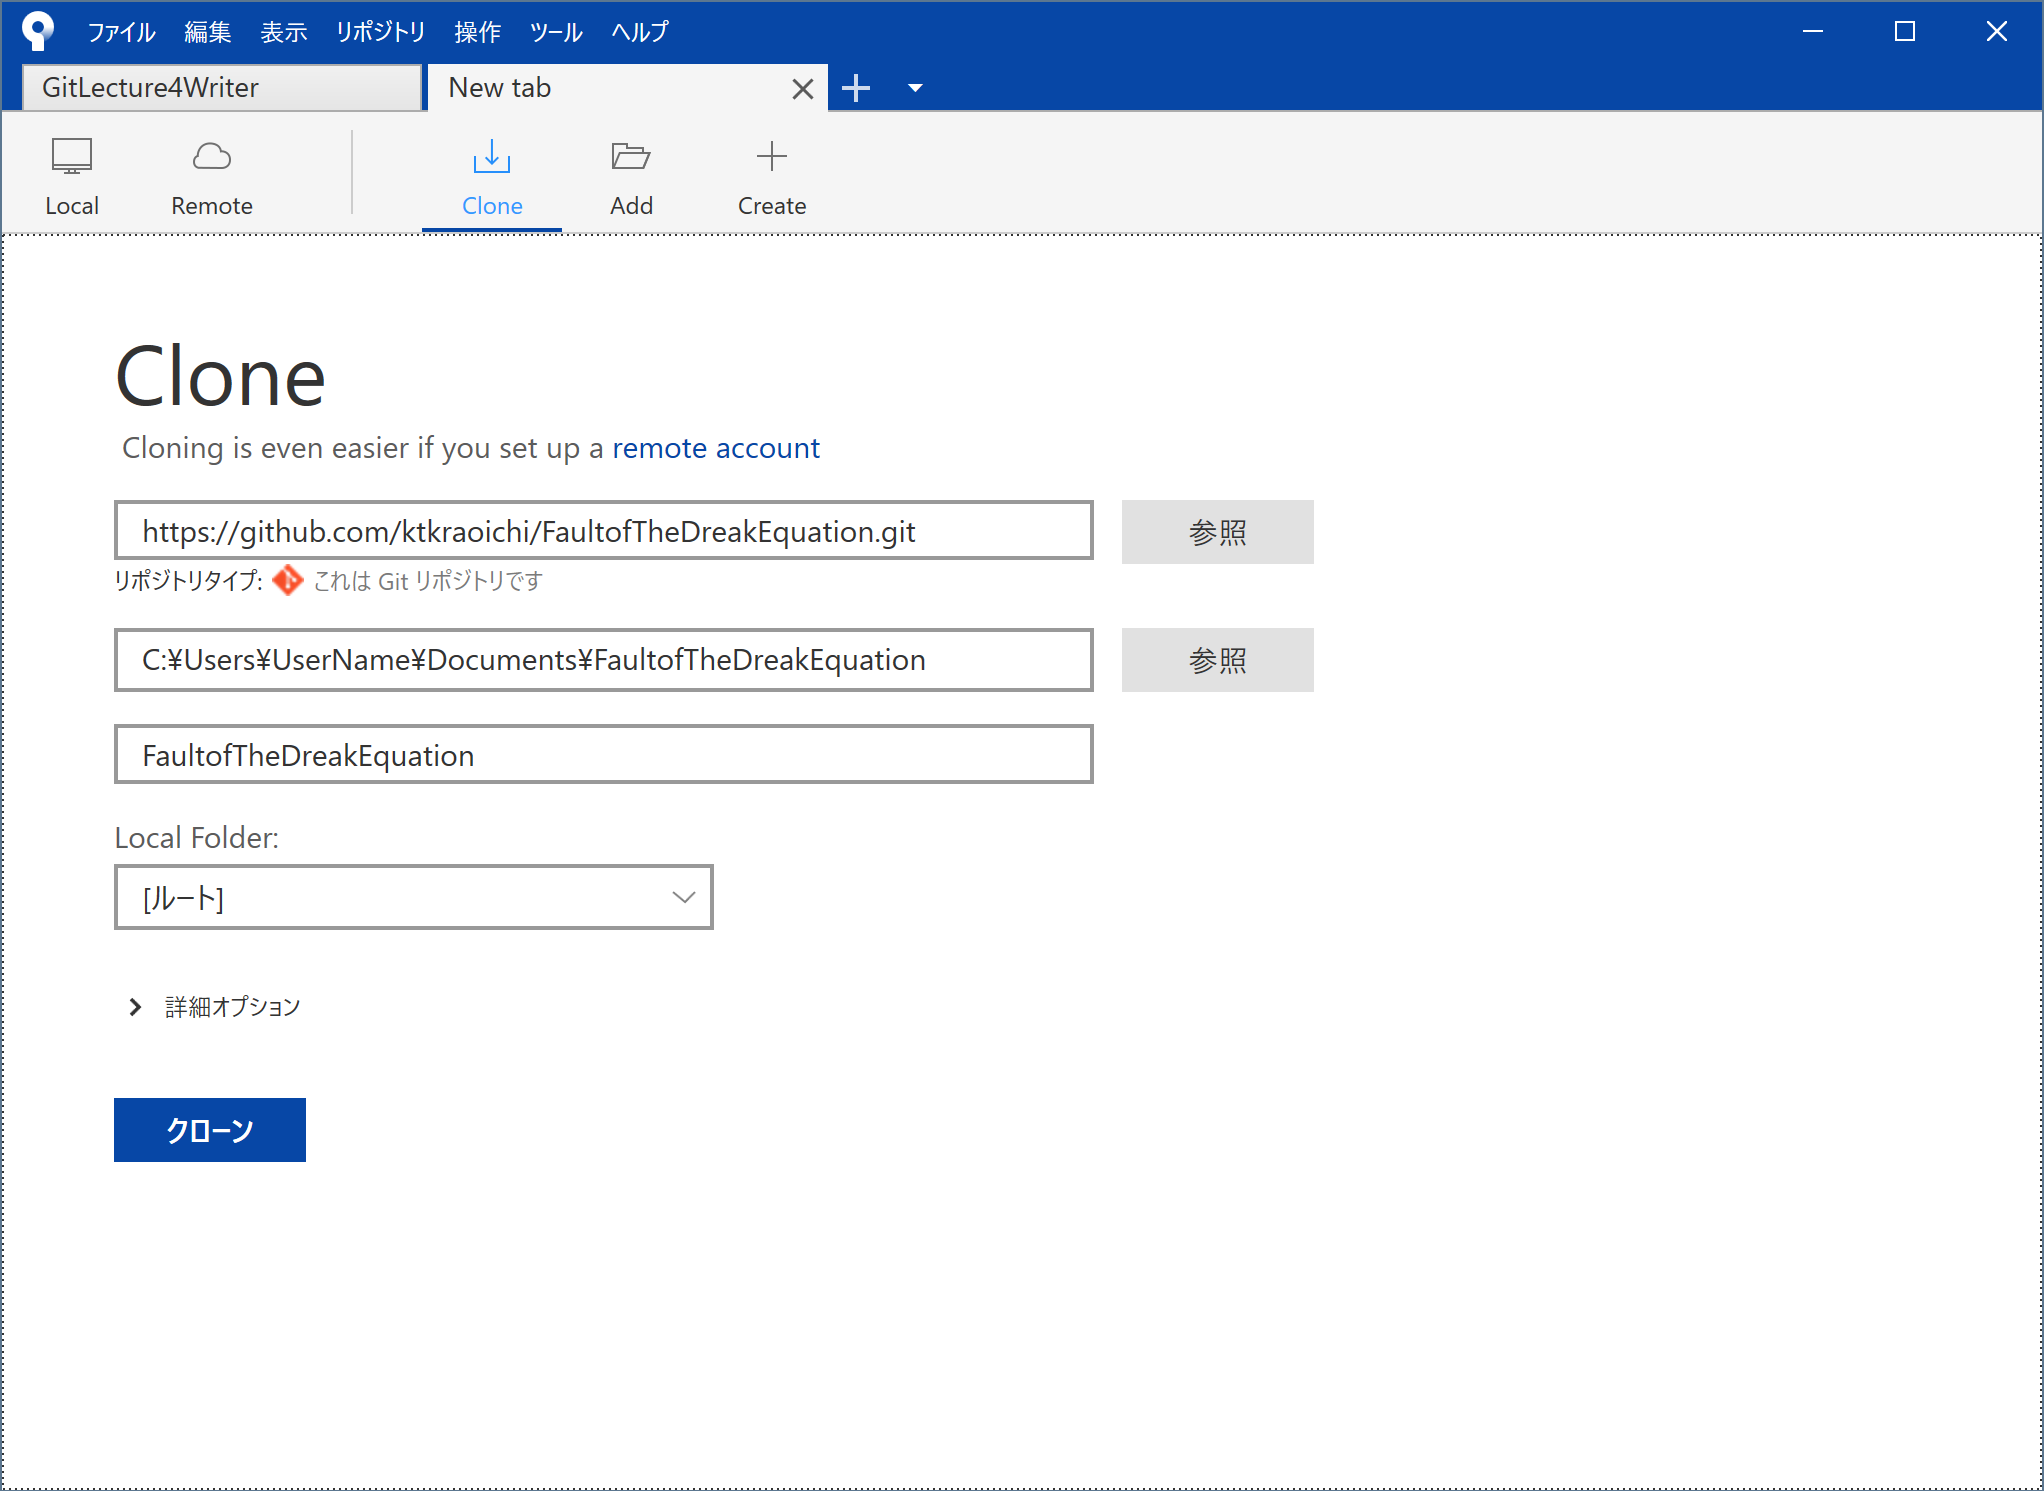 ファイル 編集 表示 リポジトリ 操作 ツール ヘルプ
GitLecture4Writer New tab
Local Remote Clone Add Create
Clone
Cloning is even easier if you set up a remote account
https://github.com/ktkraoichi/FaultofTheDreakEquation.git 参照
リポジトリタイプ: これは Git リポジトリです
C:¥Users¥UserName¥Documents¥FaultofTheDreakEquation 参照
FaultofTheDreakEquation
Local Folder:
[ルート]
詳細オプション
クローン